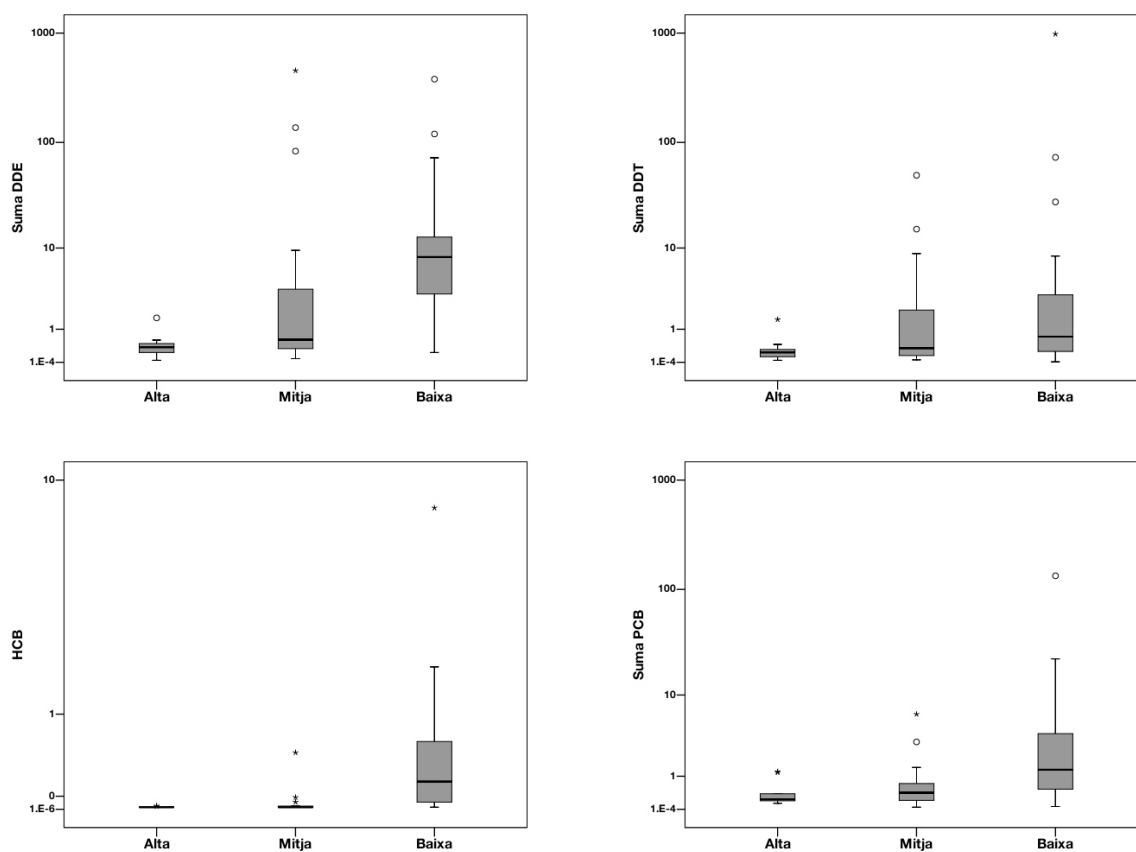 Suma DDE
1000
100
10
1
1.E-4
Alta Mitja Baixa
Suma DDT
1000
100
10
1
1.E-4
Alta Mitja Baixa
HCB
10
1
0
1.E-6
Alta Mitja Baixa
Suma PCB
1000
100
10
1
1.E-4
Alta Mitja Baixa